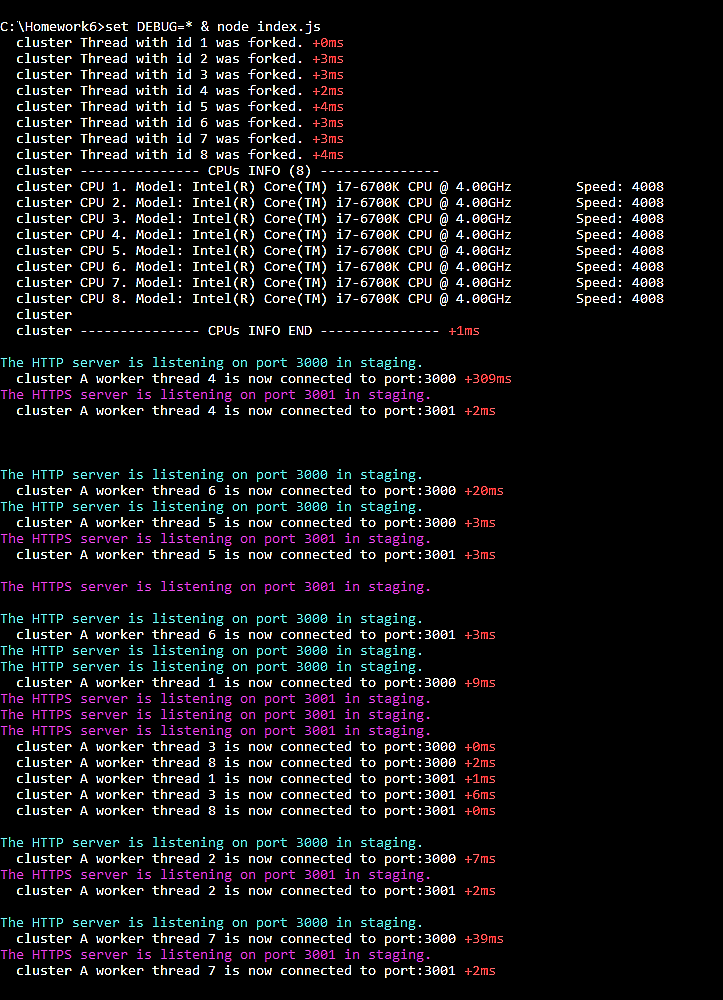 C:\Homework6>set DEBUG=* & node index.js
cluster Thread with id 1 was forked. +0ms
cluster Thread with id 2 was forked. +3ms
cluster Thread with id 3 was forked. +3ms
cluster Thread with id 4 was forked. +2ms
cluster Thread with id 5 was forked. +4ms
cluster Thread with id 6 was forked. +3ms
cluster Thread with id 7 was forked. +3ms
cluster Thread with id 8 was forked. +4ms
cluster --------------- CPUs INFO (8) ---------------
cluster CPU 1. Model: Intel(R) Core(TM) i7-6700K CPU @ 4.00GHz        Speed: 4008
cluster CPU 2. Model: Intel(R) Core(TM) i7-6700K CPU @ 4.00GHz        Speed: 4008
cluster CPU 3. Model: Intel(R) Core(TM) i7-6700K CPU @ 4.00GHz        Speed: 4008
cluster CPU 4. Model: Intel(R) Core(TM) i7-6700K CPU @ 4.00GHz        Speed: 4008
cluster CPU 5. Model: Intel(R) Core(TM) i7-6700K CPU @ 4.00GHz        Speed: 4008
cluster CPU 6. Model: Intel(R) Core(TM) i7-6700K CPU @ 4.00GHz        Speed: 4008
cluster CPU 7. Model: Intel(R) Core(TM) i7-6700K CPU @ 4.00GHz        Speed: 4008
cluster CPU 8. Model: Intel(R) Core(TM) i7-6700K CPU @ 4.00GHz        Speed: 4008
cluster
cluster --------------- CPUs INFO END --------------- +1ms
The HTTP server is listening on port 3000 in staging.
cluster A worker thread 4 is now connected to port:3000 +309ms
The HTTPS server is listening on port 3001 in staging.
cluster A worker thread 4 is now connected to port:3001 +2ms
The HTTP server is listening on port 3000 in staging.
cluster A worker thread 6 is now connected to port:3000 +20ms
The HTTP server is listening on port 3000 in staging.
cluster A worker thread 5 is now connected to port:3000 +3ms
The HTTPS server is listening on port 3001 in staging.
cluster A worker thread 5 is now connected to port:3001 +3ms
The HTTPS server is listening on port 3001 in staging.
The HTTP server is listening on port 3000 in staging.
cluster A worker thread 6 is now connected to port:3001 +3ms
The HTTP server is listening on port 3000 in staging.
The HTTP server is listening on port 3000 in staging.
cluster A worker thread 1 is now connected to port:3000 +9ms
The HTTPS server is listening on port 3001 in staging.
The HTTPS server is listening on port 3001 in staging.
The HTTPS server is listening on port 3001 in staging.
cluster A worker thread 3 is now connected to port:3000 +0ms
cluster A worker thread 8 is now connected to port:3000 +2ms
cluster A worker thread 1 is now connected to port:3001 +1ms
cluster A worker thread 3 is now connected to port:3001 +6ms
cluster A worker thread 8 is now connected to port:3001 +0ms
The HTTP server is listening on port 3000 in staging.
cluster A worker thread 2 is now connected to port:3000 +7ms
The HTTPS server is listening on port 3001 in staging.
cluster A worker thread 2 is now connected to port:3001 +2ms
The HTTP server is listening on port 3000 in staging.
cluster A worker thread 7 is now connected to port:3000 +39ms
The HTTPS server is listening on port 3001 in staging.
cluster A worker thread 7 is now connected to port:3001 +2ms